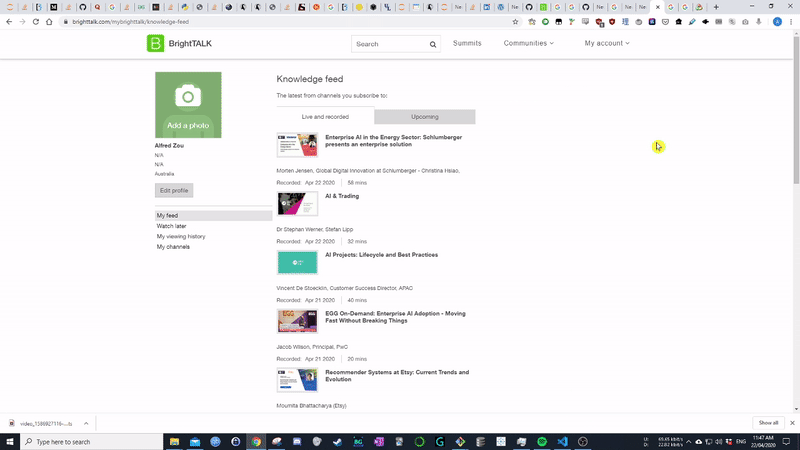 brighttalk.com/mybrighttalk/knowledge-feed
BrightTALK
Search
Summits
Communities
My account
Knowledge feed
The latest from channels you subscribe to:
Live and recorded
Upcoming
Add a photo
Alfred Zou
N/A
N/A
Australia
Edit profile
My feed
Watch later
My viewing history
My channels
Enterprise AI in the Energy Sector: Schlumberger
presents an enterprise solution
Morten Jensen, Global Digital Innovation at Schlumberger - Christina Hsiao,
Recorded: Apr 22 2020 58 mins
AI & Trading
Dr Stephan Werner, Stefan Lipp
Recorded: Apr 22 2020 32 mins
AI Projects: Lifecycle and Best Practices
Vincent De Stoecklin, Customer Success Director, APAC
Recorded: Apr 21 2020 40 mins
EGG On-Demand: Enterprise AI Adoption - Moving
Fast Without Breaking Things
Jacob Wilson, Principal, PwC
Recorded: Apr 21 2020 20 mins
Recommender Systems at Etsy: Current Trends and
Evolution
Moumita Bhattacharya (Etsy)
Show all
Type here to search
ENG
11:47 AM
22/04/2020